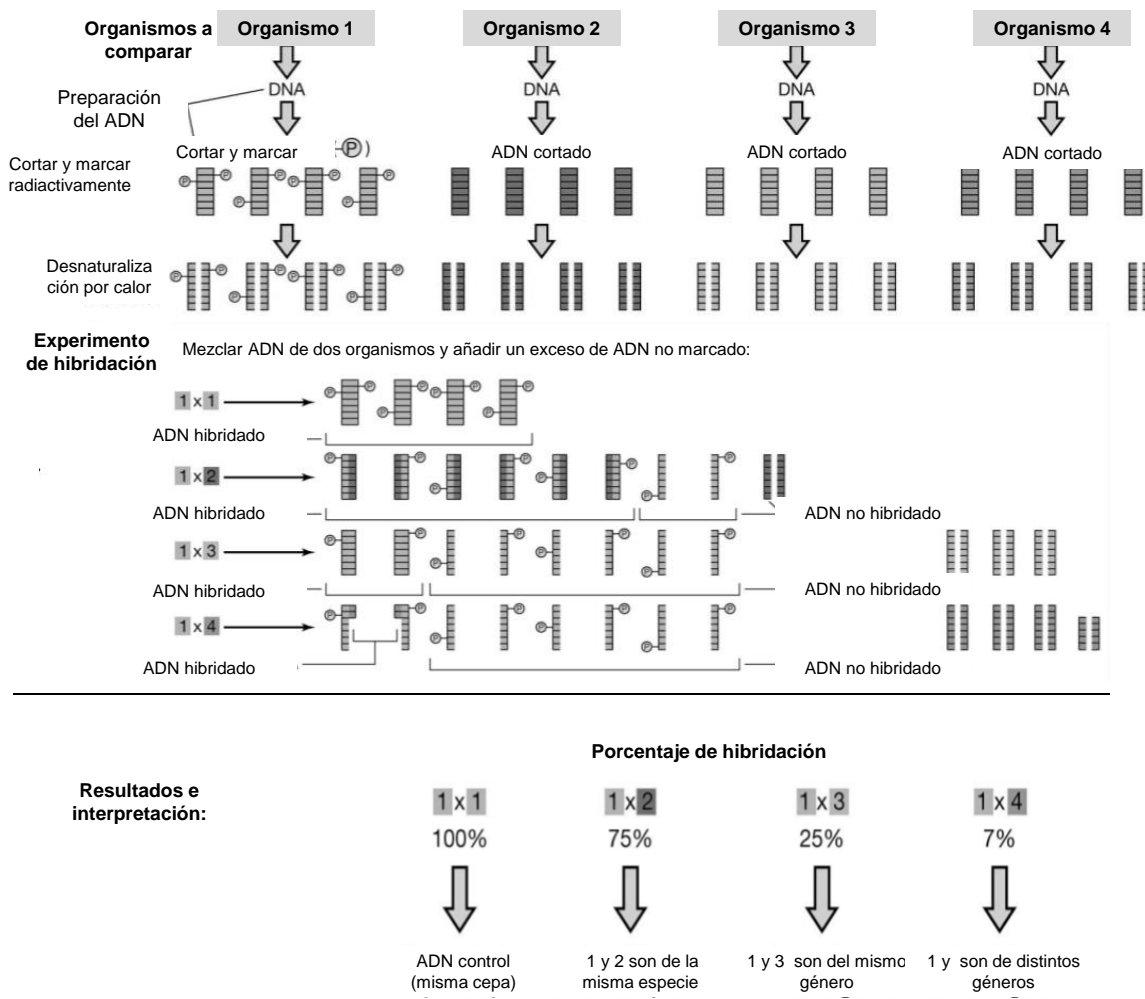 Organismos a
comparar
Organismo 1
Organismo 2
Organismo 3
Organismo 4
Preparación
del ADN
DNA
DNA
DNA
DNA
Cortar y marcar
radiactivamente
Cortar y marcar
P )
ADN cortado
ADN cortado
ADN cortado
P P P P
P P
Desnaturaliza
ción por calor
P P P P
P P
Experimento
de hibridación
Mezclar ADN de dos organismos y añadir un exceso de ADN no marcado:
1 x 1
P P P P
P P
ADN hibridado
1 x 2
P P P P P P
P P P
ADN hibridado
ADN no hibridado
1 x 3
P P P P P
P P P
ADN hibridado
ADN no hibridado
1 x 4
P P P P P
P P P
ADN hibridado
ADN no hibridado
Porcentaje de hibridación
Resultados e
interpretación:
1 x 1
1 x 2
1 x 3
1 x 4
100%
75%
25%
7%
ADN control
(misma cepa)
1 y 2 son de la
misma especie
1 y 3 son del mismo
género
1 y son de distintos
géneros